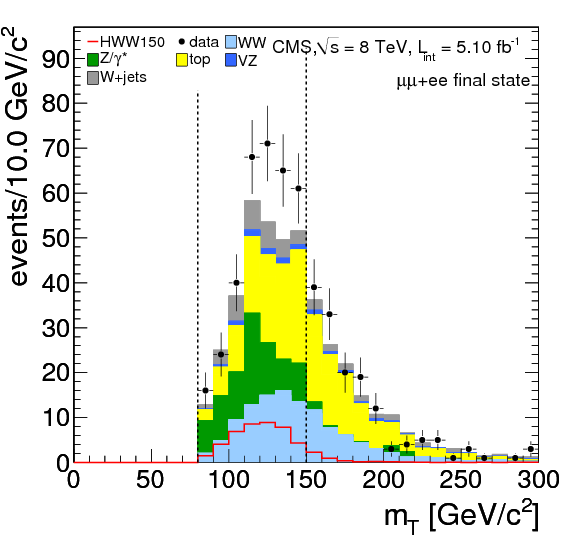 HWW150 data WW CMS,√s = 8 TeV, L_int = 5.10 fb⁻¹
Z/γ* top VZ
W+jets μμ+ee final state
events/10.0 GeV/c²
90
80
70
60
50
40
30
20
10
0
0 50 100 150 200 250 300
m_T [GeV/c²]